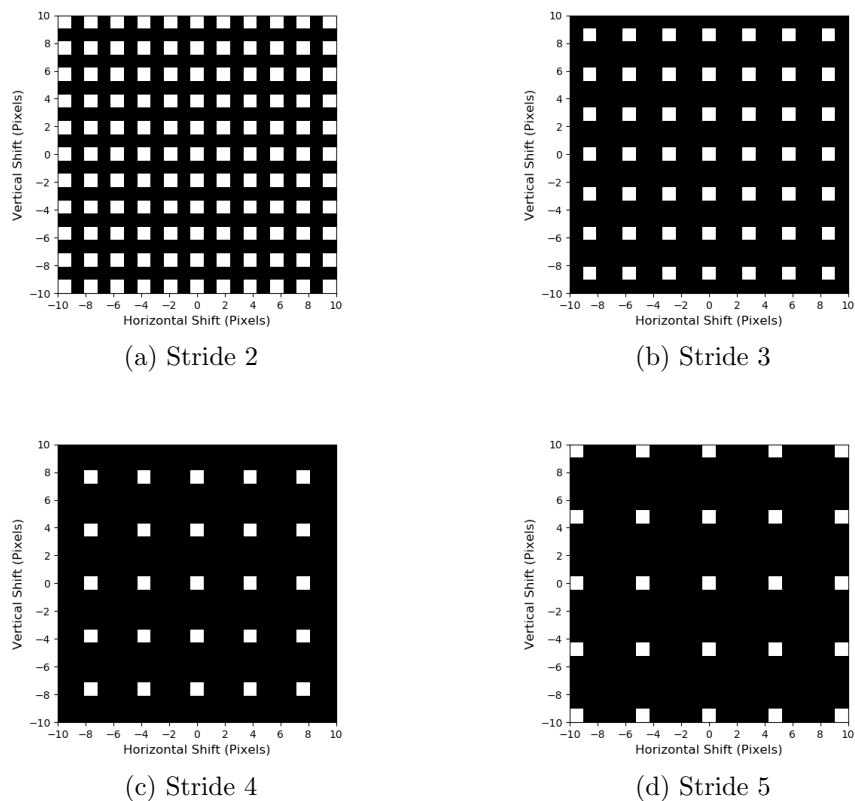 10
8
6
4
2
0
−2
−4
−6
−8
−10
Vertical Shift (Pixels)
−10 −8 −6 −4 −2 0 2 4 6 8 10
Horizontal Shift (Pixels)
(a) Stride 2
10
8
6
4
2
0
−2
−4
−6
−8
−10
Vertical Shift (Pixels)
−10 −8 −6 −4 −2 0 2 4 6 8 10
Horizontal Shift (Pixels)
(b) Stride 3
10
8
6
4
2
0
−2
−4
−6
−8
−10
Vertical Shift (Pixels)
−10 −8 −6 −4 −2 0 2 4 6 8 10
Horizontal Shift (Pixels)
(c) Stride 4
10
8
6
4
2
0
−2
−4
−6
−8
−10
Vertical Shift (Pixels)
−10 −8 −6 −4 −2 0 2 4 6 8 10
Horizontal Shift (Pixels)
(d) Stride 5